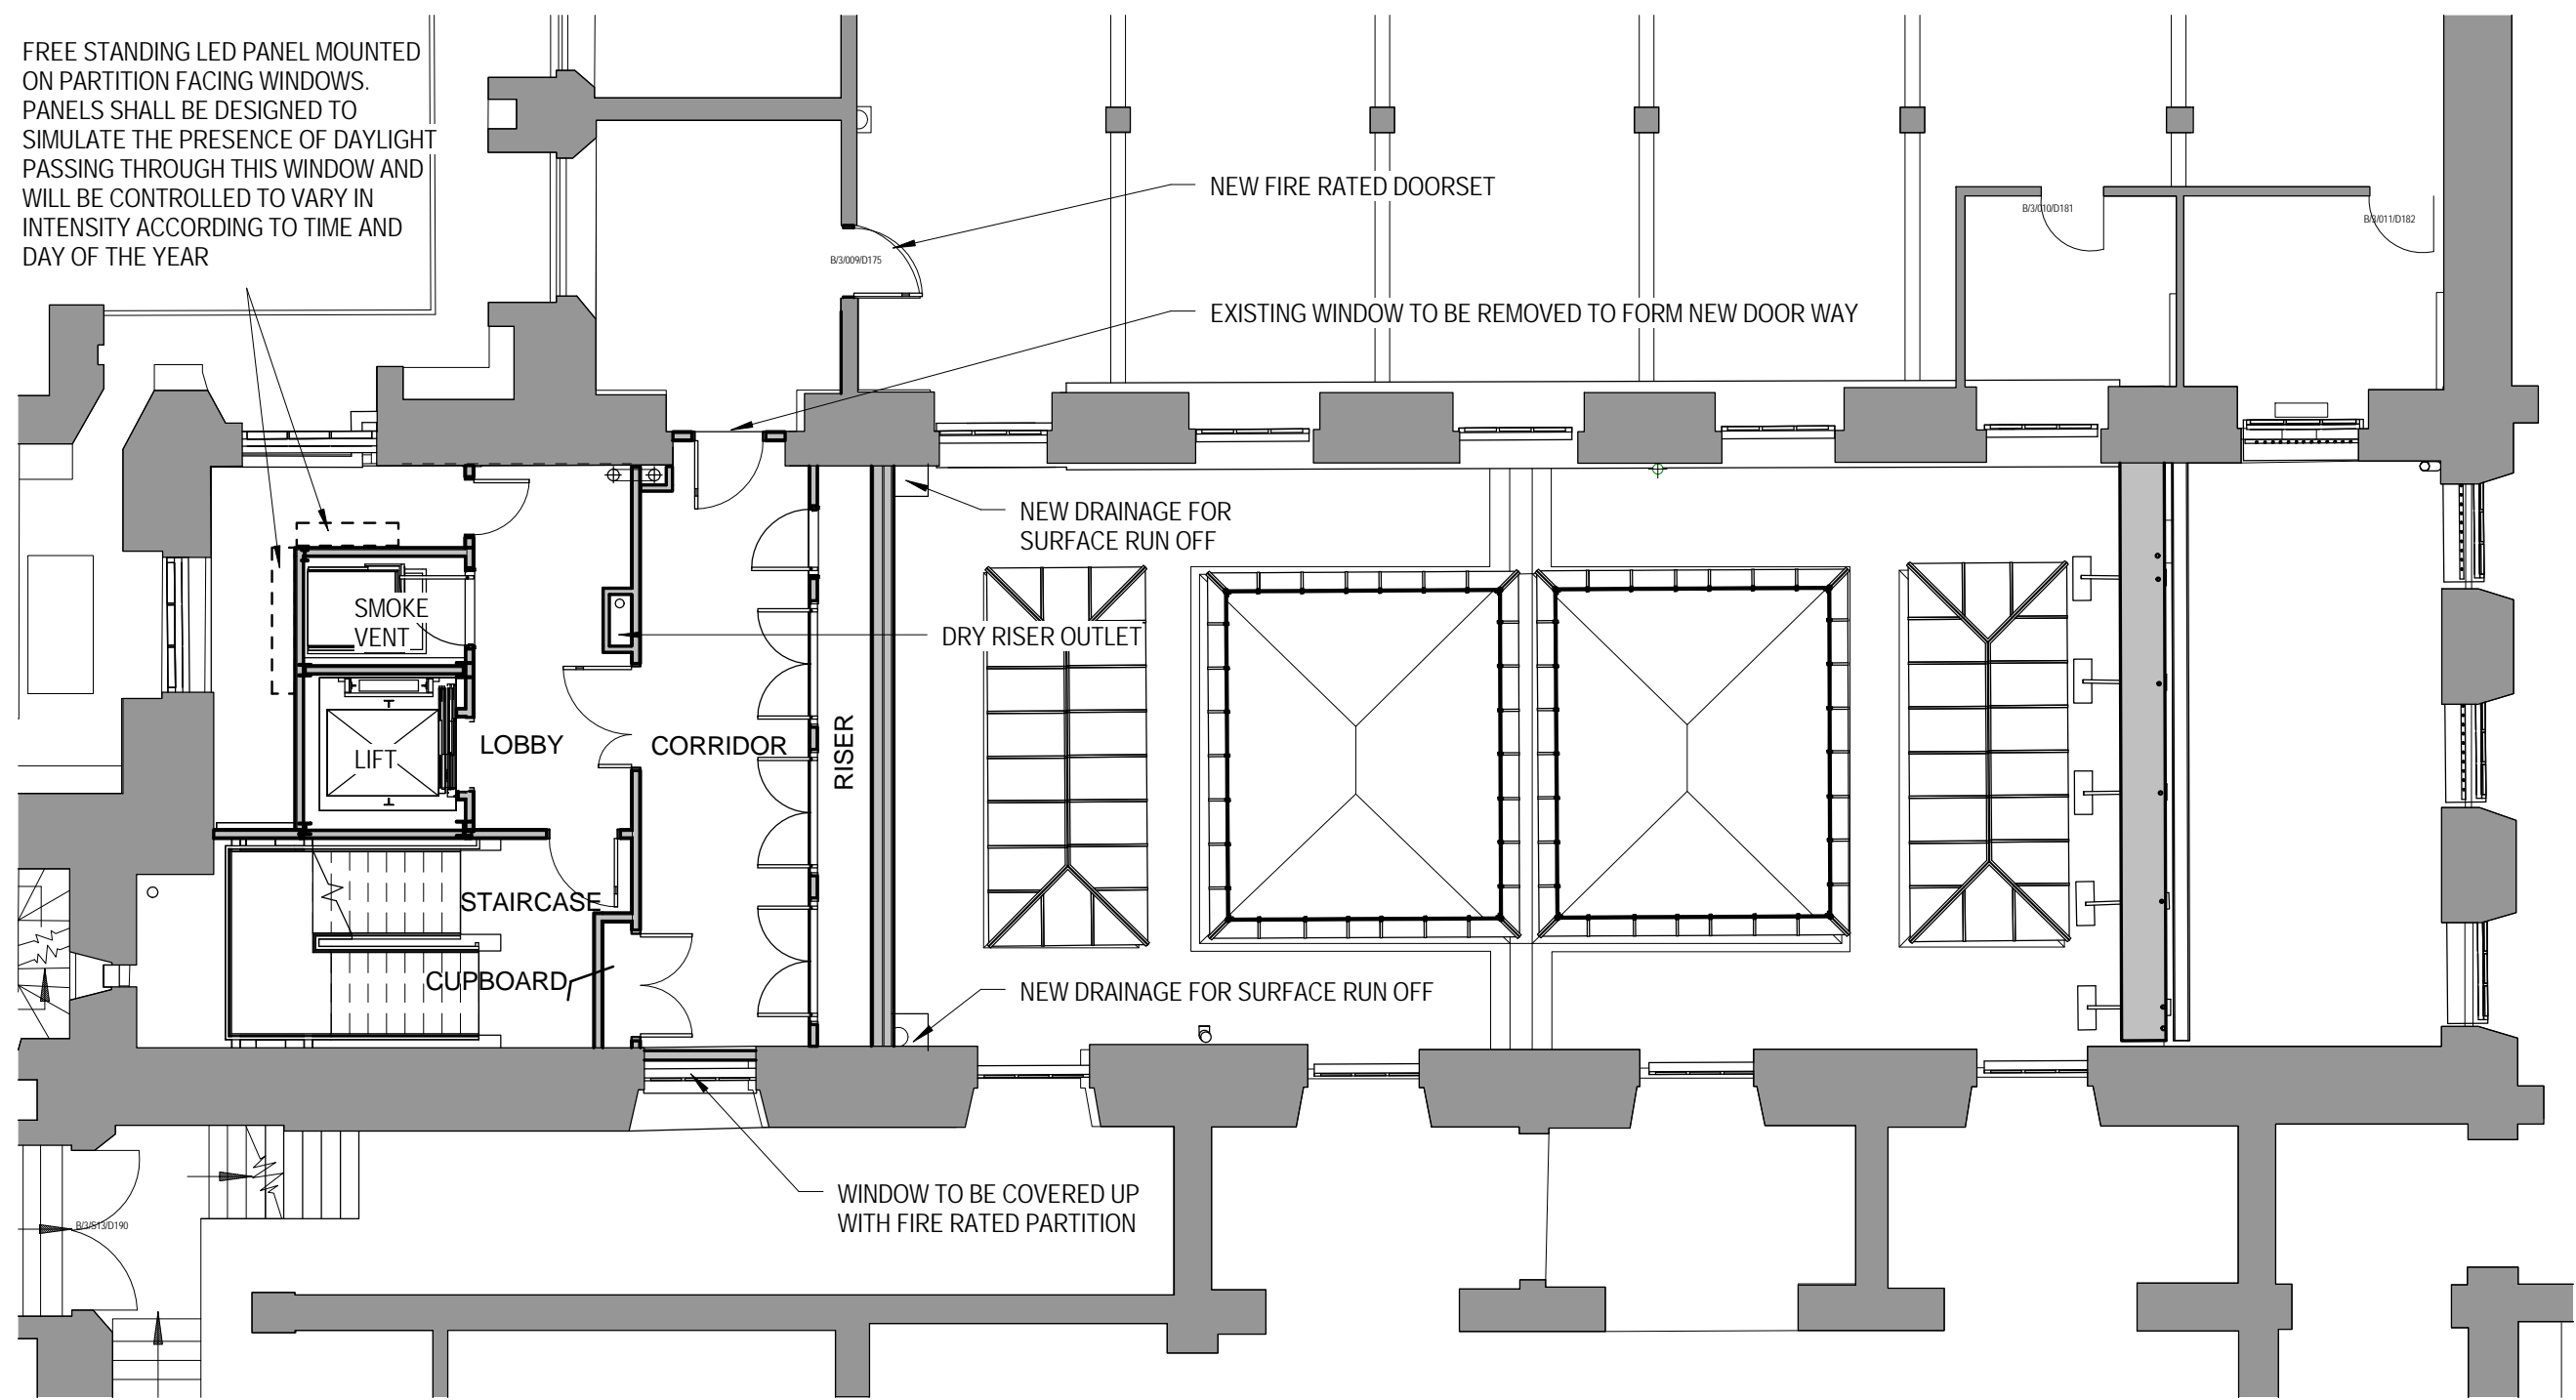 FREE STANDING LED PANEL MOUNTED
ON PARTITION FACING WINDOWS.
PANELS SHALL BE DESIGNED TO
SIMULATE THE PRESENCE OF DAYLIGHT
PASSING THROUGH THIS WINDOW AND
WILL BE CONTROLLED TO VARY IN
INTENSITY ACCORDING TO TIME AND
DAY OF THE YEAR
NEW FIRE RATED DOORSET
B/3/010/D181
B/3/011/D182
B/3/009/D175
EXISTING WINDOW TO BE REMOVED TO FORM NEW DOOR WAY
NEW DRAINAGE FOR
SURFACE RUN OFF
SMOKE
VENT
DRY RISER OUTLET
LOBBY
CORRIDOR
RISER
LIFT
STAIRCASE
CUPBOARD
NEW DRAINAGE FOR SURFACE RUN OFF
WINDOW TO BE COVERED UP
WITH FIRE RATED PARTITION
B/3/S13/D190